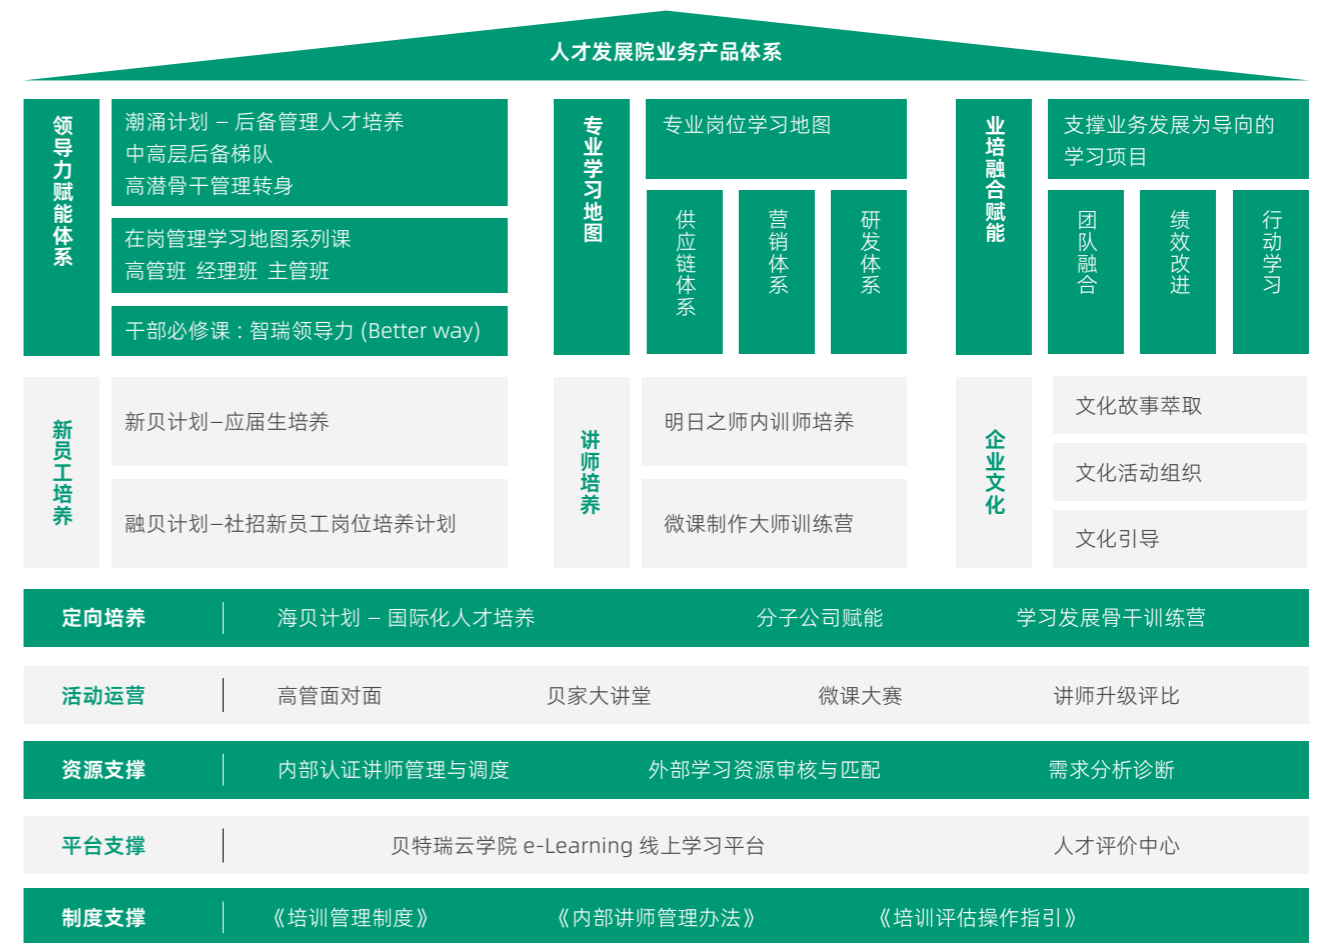 人才发展院业务产品体系
领导力赋能体系
潮涌计划 – 后备管理人才培养
中高层后备梯队
高潜骨干管理转身
在岗管理学习地图系列课
高管班 经理班 主管班
干部必修课：智瑞领导力 (Better way)
专业学习地图
专业岗位学习地图
供应链体系
营销体系
研发体系
业培融合赋能
支撑业务发展为导向的
学习项目
团队融合
绩效改进
行动学习
新员工培养
新贝计划–应届生培养
融贝计划–社招新员工岗位培养计划
讲师培养
明日之师内训师培养
微课制作大师训练营
企业文化
文化故事萃取
文化活动组织
文化引导
定向培养 海贝计划 – 国际化人才培养 分子公司赋能 学习发展骨干训练营
活动运营 高管面对面 贝家大讲堂 微课大赛 讲师升级评比
资源支撑 内部认证讲师管理与调度 外部学习资源审核与匹配 需求分析诊断
平台支撑 贝特瑞云学院 e-Learning 线上学习平台 人才评价中心
制度支撑 《培训管理制度》 《内部讲师管理办法》 《培训评估操作指引》